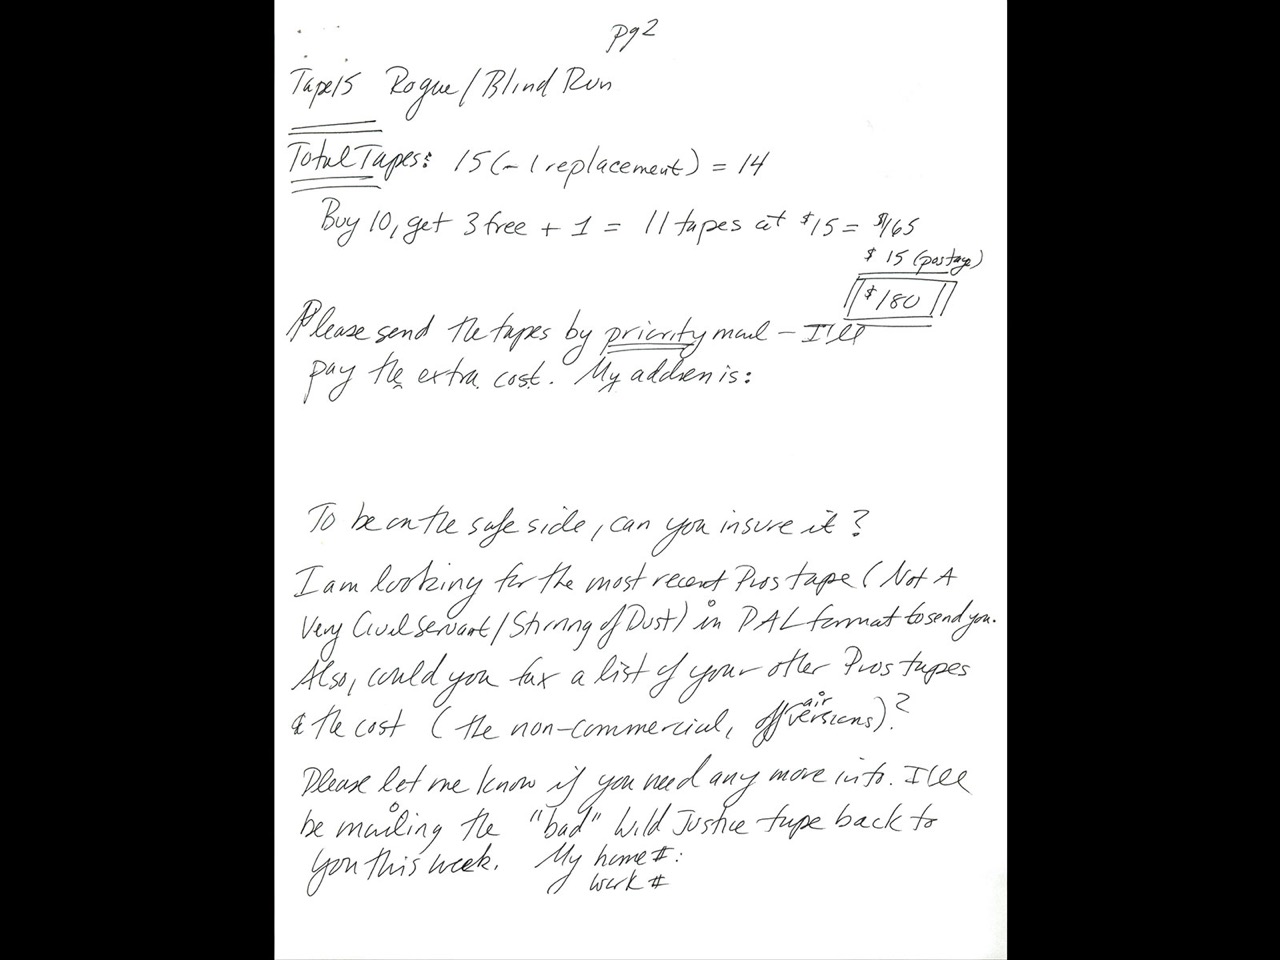 pg2
Tape15 Rogue/Blind Run
Total Tapes: 15 (-1 replacement) = 14
Buy 10, get 3 free + 1 = 11 tapes at $15 = $165
$ 15 (postage)
$180
Please send the tapes by priority mail - I'll
pay the extra cost. My address is:
To be on the safe side, can you insure it?
I am looking for the most recent Pros tape (Not A
Very Civil Servant/Stirring of Dust) in PAL format to send you.
Also, could you fax a list of your other Pros tapes
& the cost (the non-commercial, off air versions)?
Please let me know if you need any more info. I'll
be mailing the "bad" Wild Justice tape back to
you this week. My home #:
work #